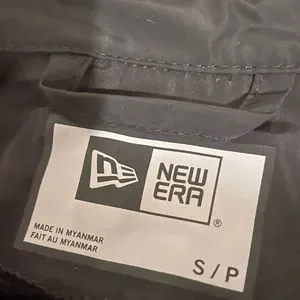 NEW
ERA
®
MADE IN MYANMAR
FAIT AU MYANMAR
S / P